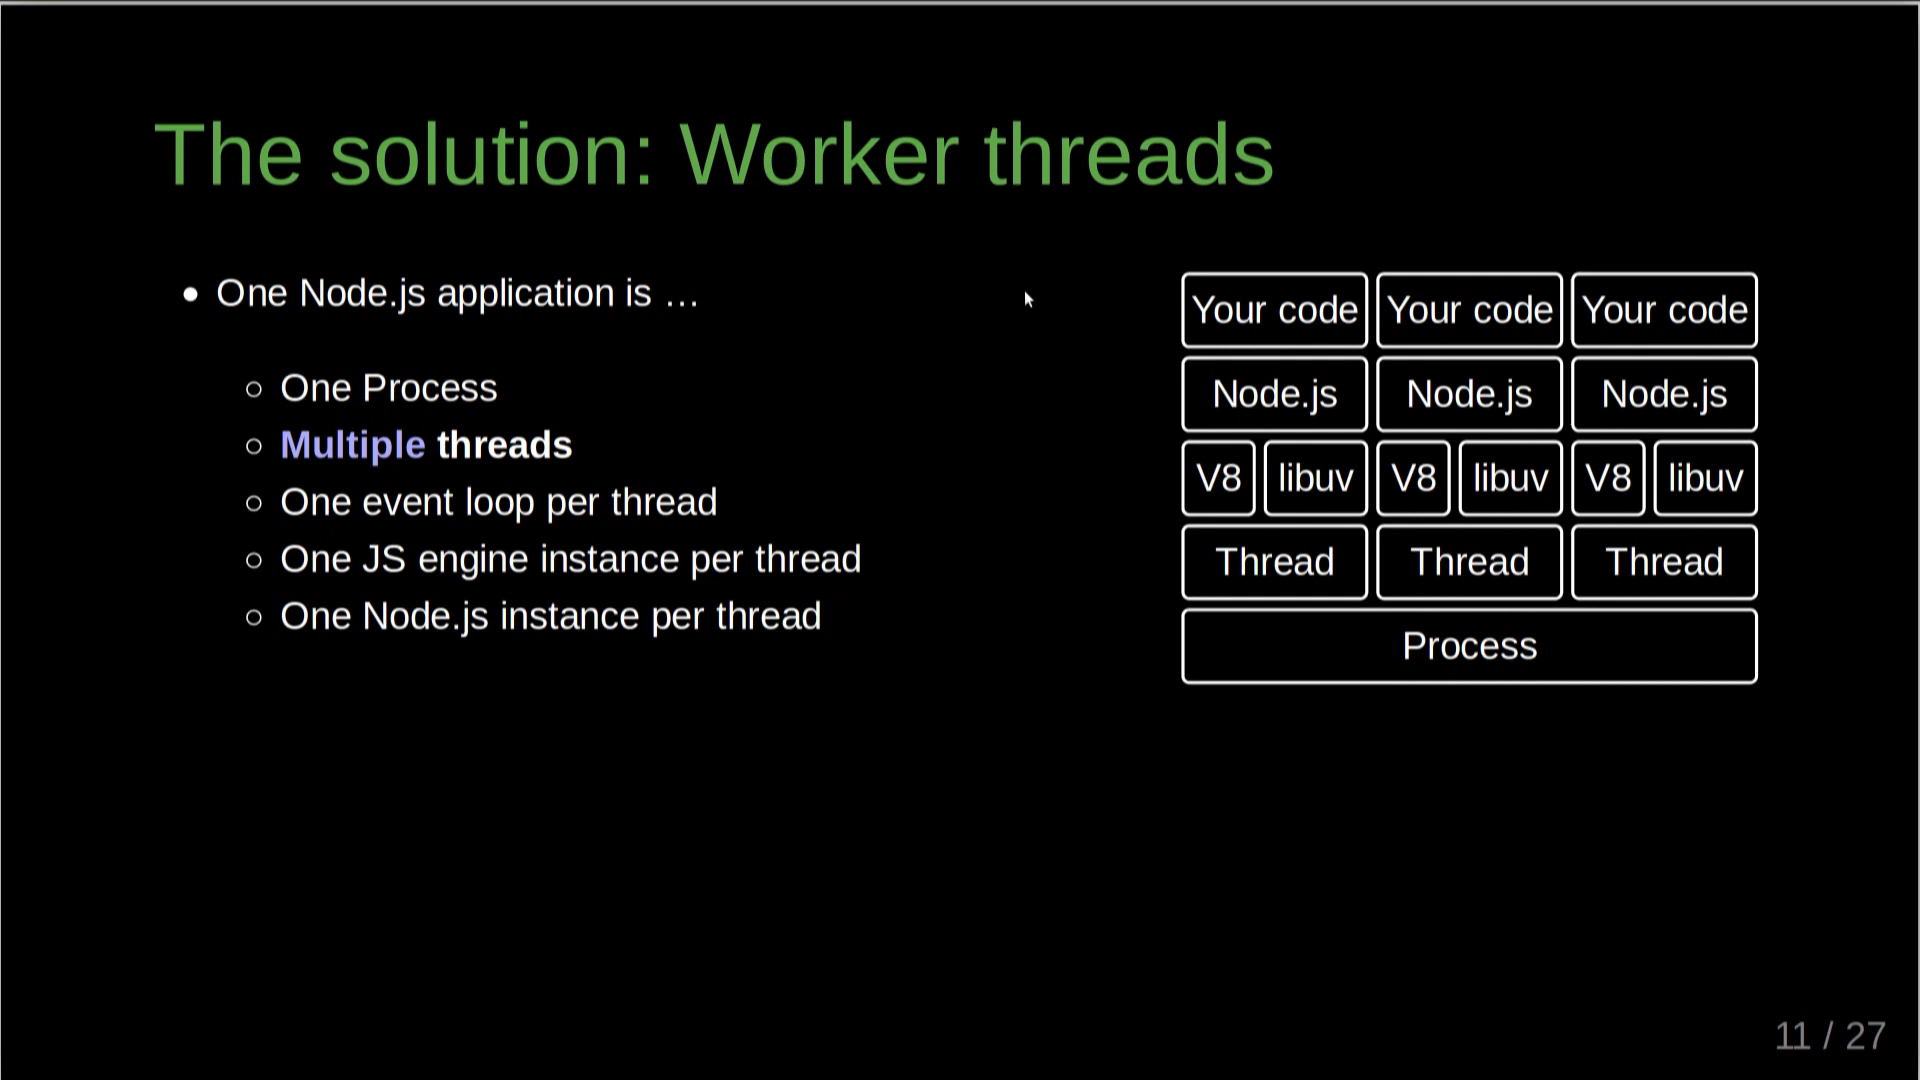 The solution: Worker threads
One Node.js application is …
One Process
Multiple threads
One event loop per thread
One JS engine instance per thread
One Node.js instance per thread
Your code Your code Your code
Node.js Node.js Node.js
V8 libuv V8 libuv V8 libuv
Thread Thread Thread
Process
11 / 27